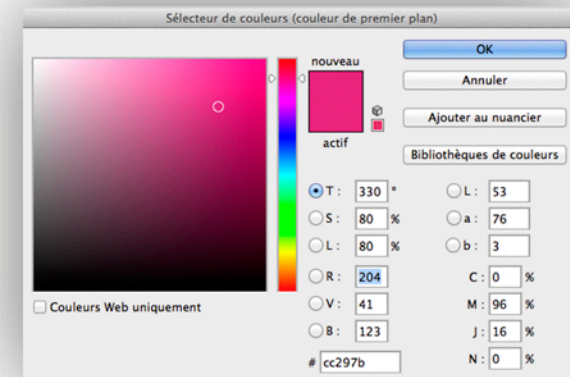 Sélecteur de couleurs (couleur de premier plan)
nouveau
actif
OK
Annuler
Ajouter au nuancier
Bibliothèques de couleurs
T : 330 °
S : 80 %
L : 80 %
R : 204
V : 41
B : 123
# cc297b
L : 53
a : 76
b : 3
C : 0 %
M : 96 %
J : 16 %
N : 0 %
Couleurs Web uniquement